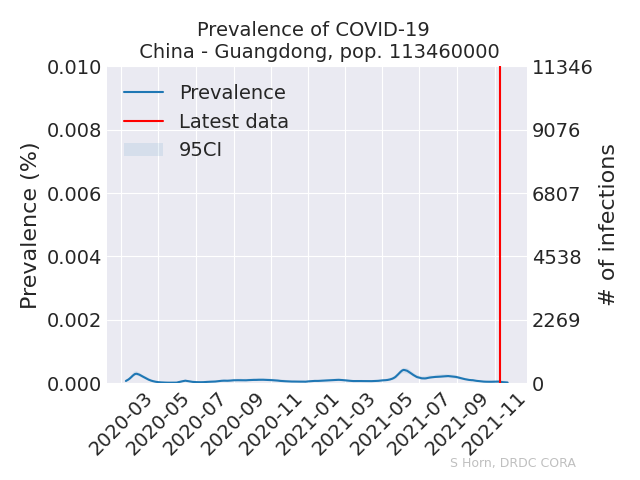 Prevalence of COVID-19
China - Guangdong, pop. 113460000
Prevalence
Latest data
95CI
Prevalence (%)
0.010
0.008
0.006
0.004
0.002
0.000
# of infections
11346
9076
6807
4538
2269
0
2020-03
2020-05
2020-07
2020-09
2020-11
2021-01
2021-03
2021-05
2021-07
2021-09
2021-11
S Horn, DRDC CORA